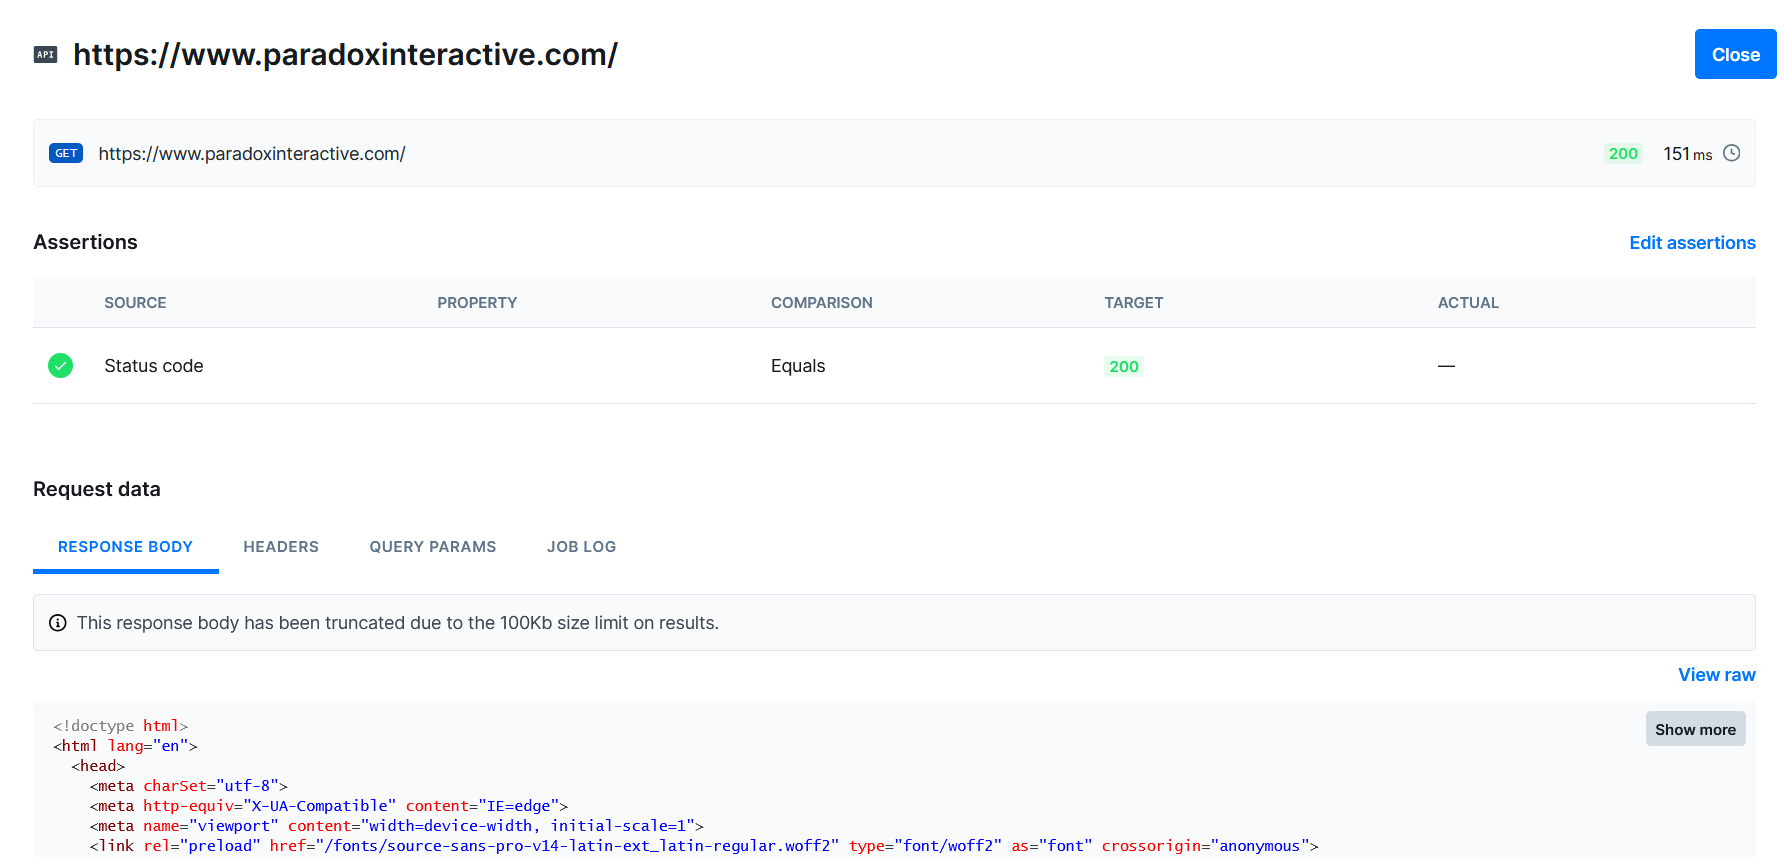 API https://www.paradoxinteractive.com/
Close
GET https://www.paradoxinteractive.com/ 200 151 ms
Assertions
Edit assertions
SOURCE PROPERTY COMPARISON TARGET ACTUAL
Status code Equals 200 —
Request data
RESPONSE BODY HEADERS QUERY PARAMS JOB LOG
This response body has been truncated due to the 100Kb size limit on results.
View raw
Show more
<!doctype html>
<html lang="en">
<head>
<meta charSet="utf-8">
<meta http-equiv="X-UA-Compatible" content="IE=edge">
<meta name="viewport" content="width=device-width, initial-scale=1">
<link rel="preload" href="/fonts/source-sans-pro-v14-latin-ext_latin-regular.woff2" type="font/woff2" as="font" crossorigin="anonymous">